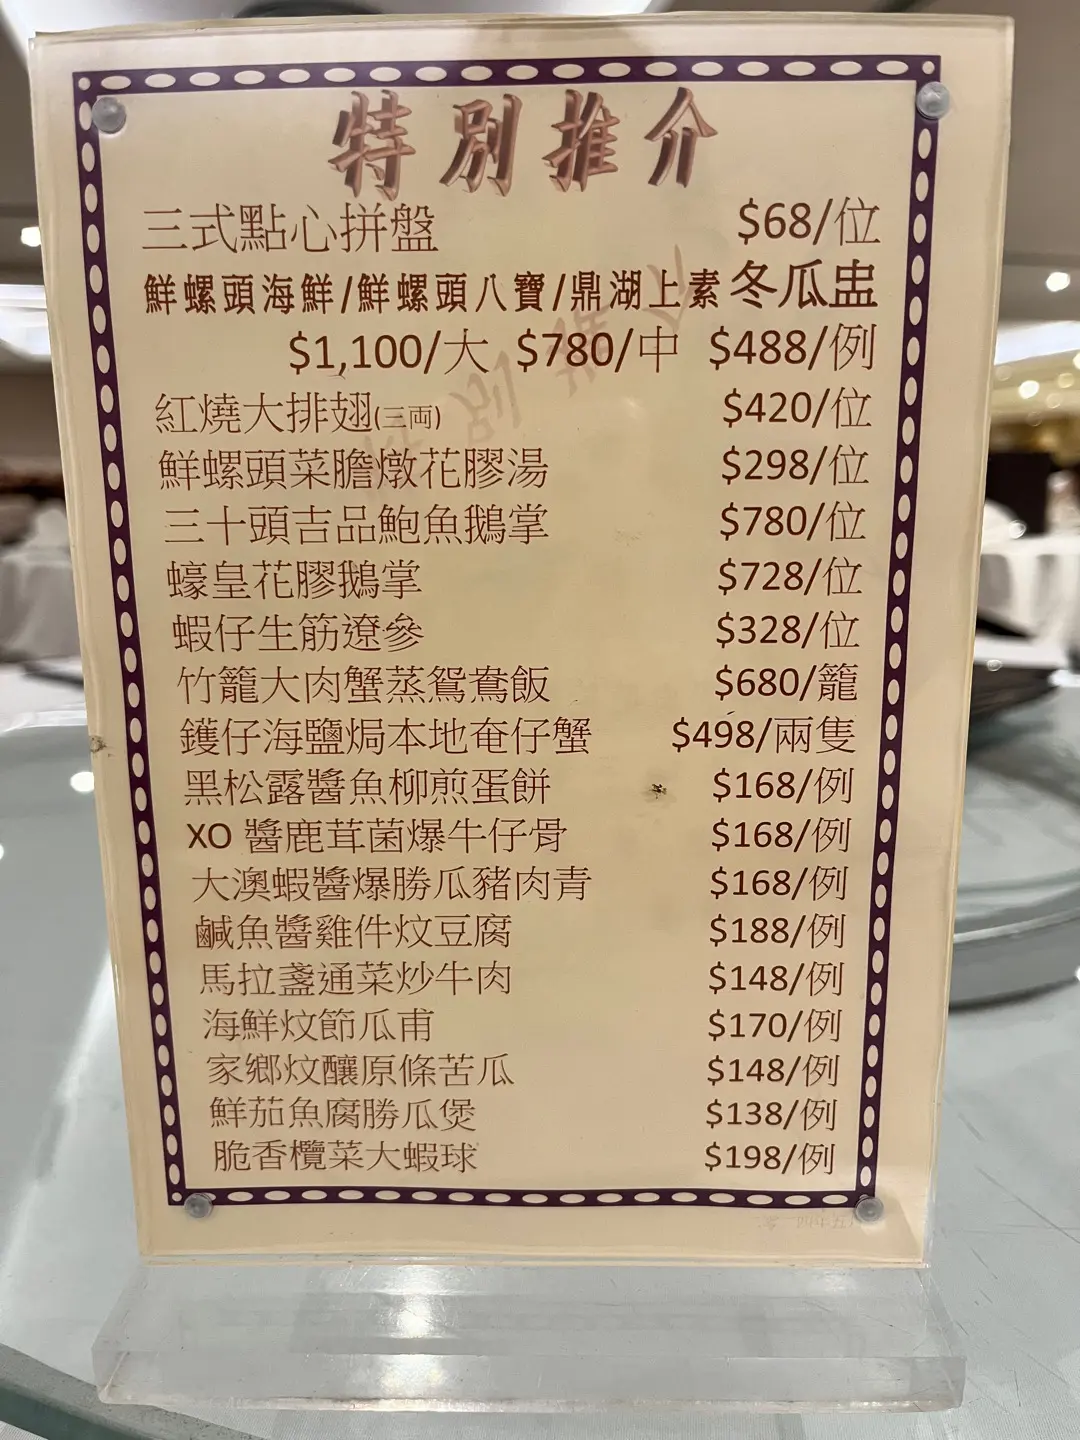 特別推介
三式點心拼盤 $68/位
鮮螺頭海鮮/鮮螺頭八寶/鼎湖上素冬瓜盅
$1,100/大 $780/中 $488/例
紅燒大排翅(三両) $420/位
鮮螺頭菜膽燉花膠湯 $298/位
三十頭吉品鮑魚鵝掌 $780/位
蠔皇花膠鵝掌 $728/位
蝦仔生筋遼參 $328/位
竹籠大肉蟹蒸鴛鴦飯 $680/籠
鑊仔海鹽焗本地奄仔蟹 $498/兩隻
黑松露醬魚柳煎蛋餅 $168/例
XO 醬鹿茸菌爆牛仔骨 $168/例
大澳蝦醬爆勝瓜豬肉青 $168/例
鹹魚醬雞件炆豆腐 $188/例
馬拉盞通菜炒牛肉 $148/例
海鮮炆節瓜甫 $170/例
家鄉炆釀原條苦瓜 $148/例
鮮茄魚腐勝瓜煲 $138/例
脆香欖菜大蝦球 $198/例